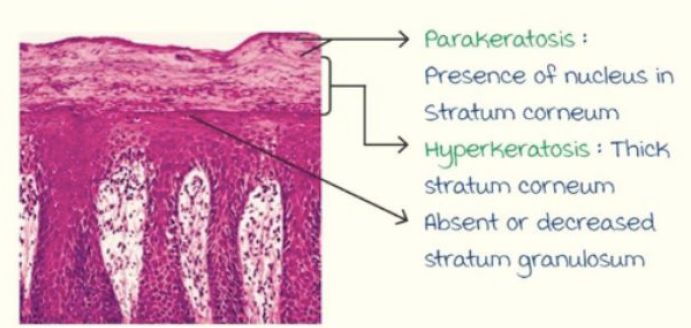 Parakeratosis :
Presence of nucleus in
Stratum corneum
Hyperkeratosis : Thick
stratum corneum
Absent or decreased
stratum granulosum